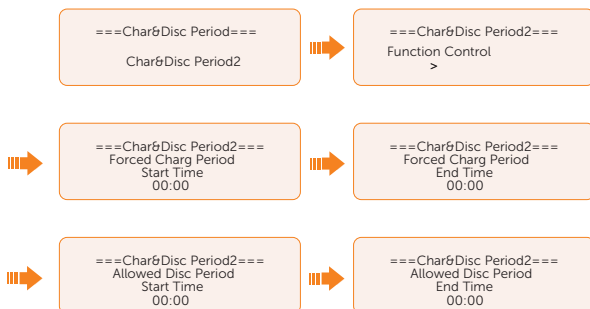 ===Char&Disc Period===
Char&Disc Period2
===Char&Disc Period2===
Function Control
>
===Char&Disc Period2===
Forced Charg Period
Start Time
00:00
===Char&Disc Period2===
Forced Charg Period
End Time
00:00
===Char&Disc Period2===
Allowed Disc Period
Start Time
00:00
===Char&Disc Period2===
Allowed Disc Period
End Time
00:00